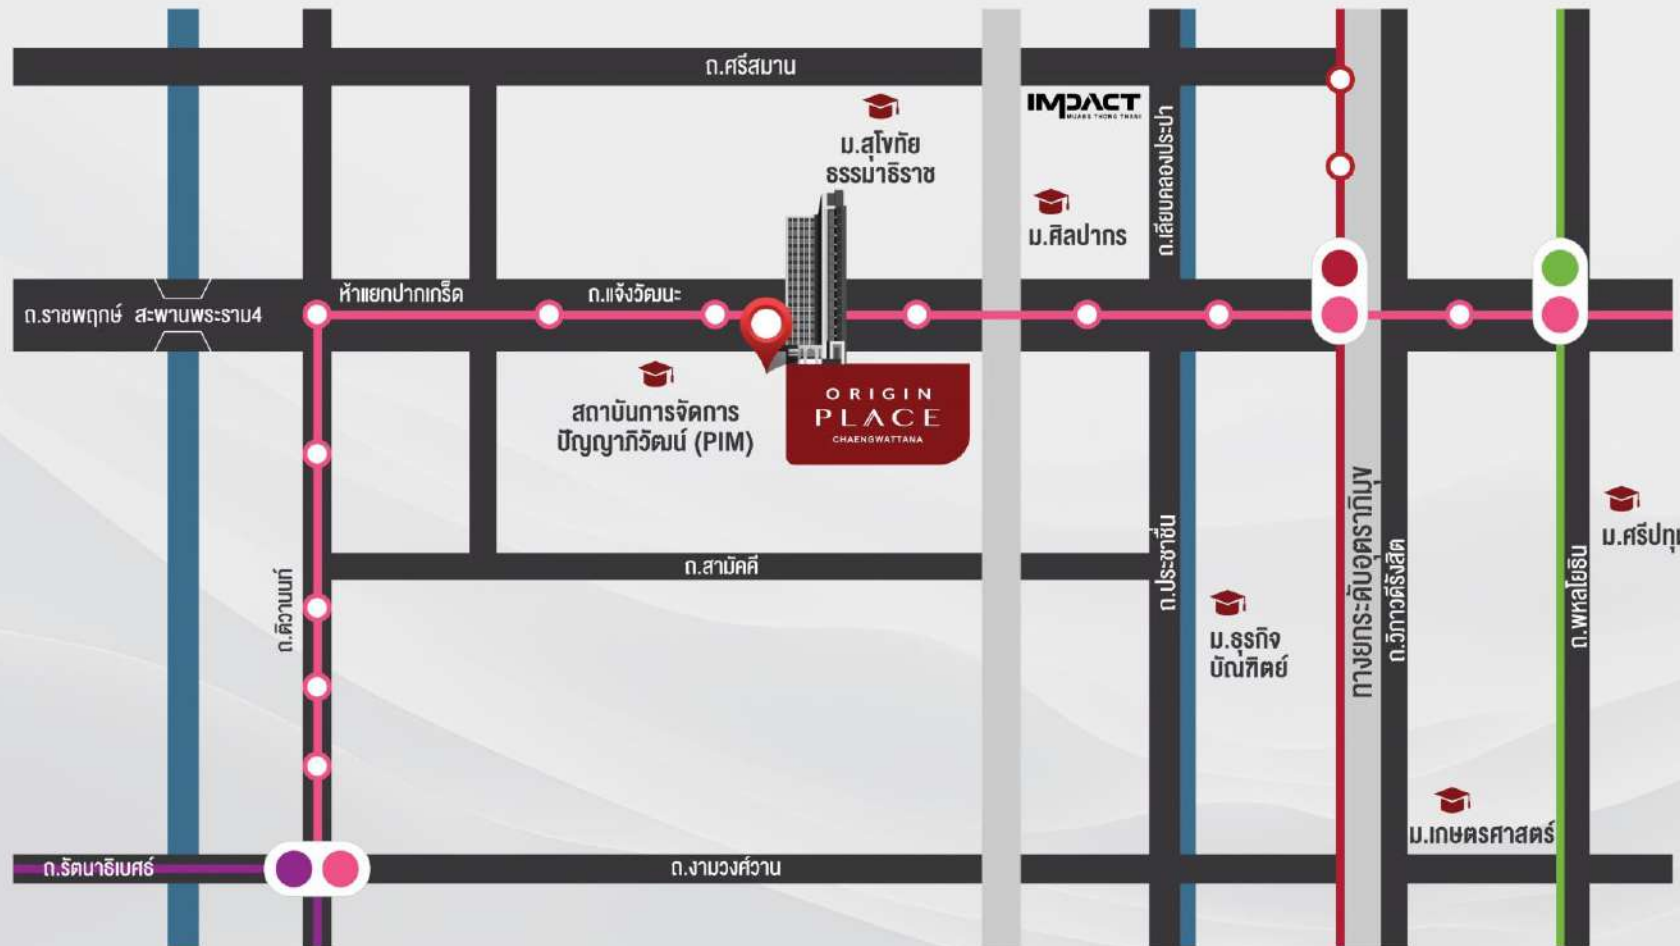 ถ.ศรีสมาน
IMPACT
MUANG THONG THANI
ม.สุโขทัย
ธรรมาธิราช
ถ.เลียบคลองประปา
ม.ศิลปากร
ห้าแยกปากเกร็ด
ถ.แจ้งวัฒนะ
ถ.ราชพฤกษ์ สะพานพระราม4
สถาบันการจัดการ
ปัญญาภิวัฒน์ (PIM)
ORIGIN
PLACE
CHAENGWATTANA
ถ.ติวานนท์
ถ.สามัคคี
ถ.ประชาชื่น
ม.ธุรกิจ
บัณฑิตย์
ทางยกระดับอุตราภิมุข
ถ.วิภาวดีรังสิต
ถ.พหลโยธิน
ม.ศรีปทุม
ม.เกษตรศาสตร์
ถ.รัตนาธิเบศร์
ถ.งามวงศ์วาน